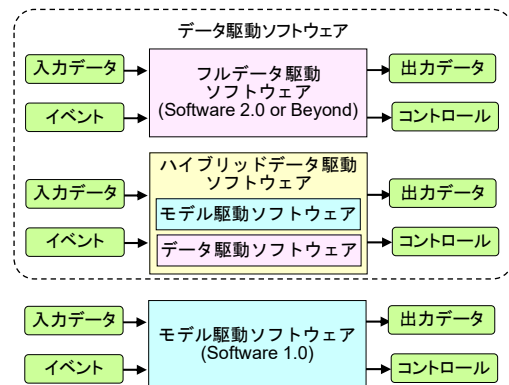 データ駆動ソフトウェア
入力データ
イベント
フルデータ駆動
ソフトウェア
(Software 2.0 or Beyond)
出力データ
コントロール
入力データ
イベント
ハイブリッドデータ駆動
ソフトウェア
モデル駆動ソフトウェア
データ駆動ソフトウェア
出力データ
コントロール
入力データ
イベント
モデル駆動ソフトウェア
(Software 1.0)
出力データ
コントロール